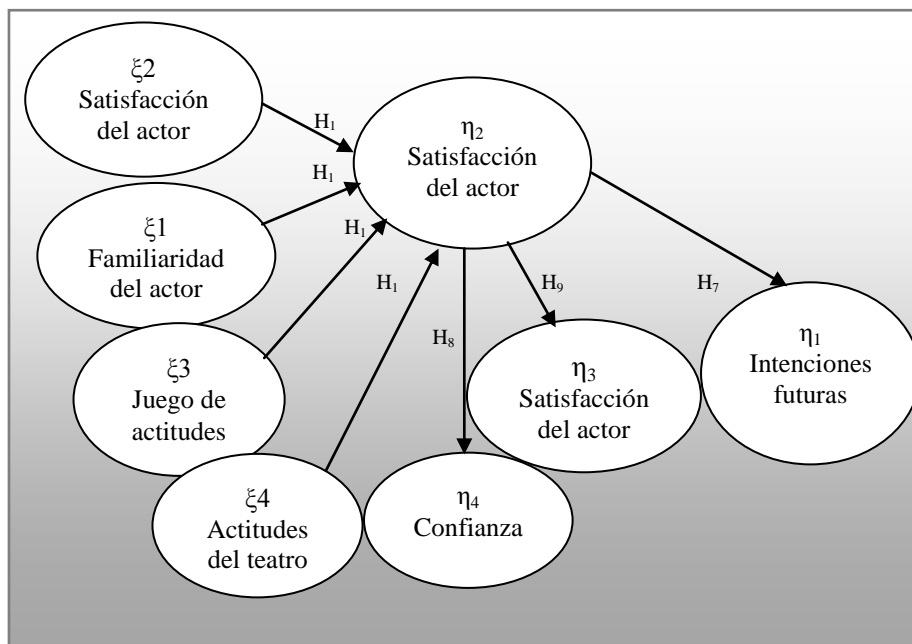 ξ2
Satisfacción
del actor
H₁
η₂
Satisfacción
del actor
H₁
ξ1
Familiaridad
del actor
H₁
H₁
H₉
H₇
H₈
ξ3
Juego de
actitudes
η₃
Satisfacción
del actor
η₁
Intenciones
futuras
ξ4
Actitudes
del teatro
η₄
Confianza